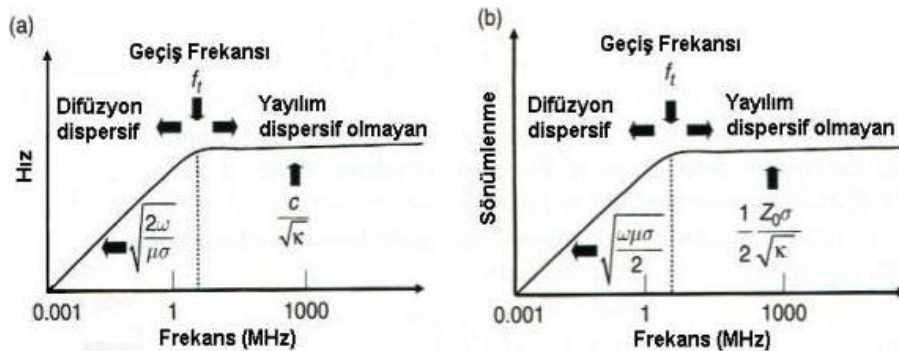 (a)
Geçiş Frekansı
f_t
Difüzyon
dispersif
Yayılım
dispersif olmayan
Hız
√(2ω/μσ)
c/√κ
0.001
1
1000
Frekans (MHz)
(b)
Geçiş Frekansı
f_t
Difüzyon
dispersif
Yayılım
dispersif olmayan
Sönümlenme
√(ωμσ/2)
1/2 Z₀σ/√κ
0.001
1
1000
Frekans (MHz)